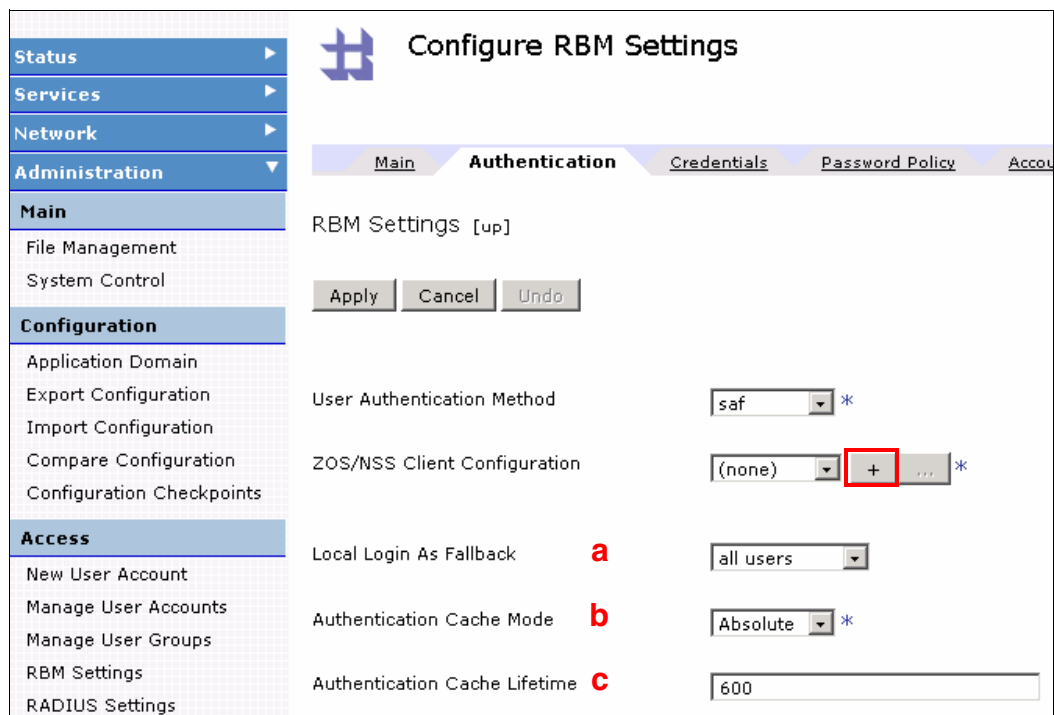 Status
Services
Network
Administration
Main
File Management
System Control
Configuration
Application Domain
Export Configuration
Import Configuration
Compare Configuration
Configuration Checkpoints
Access
New User Account
Manage User Accounts
Manage User Groups
RBM Settings
RADIUS Settings
Configure RBM Settings
Main Authentication Credentials Password Policy Accou
RBM Settings [up]
Apply Cancel Undo
User Authentication Method saf *
ZOS/NSS Client Configuration (none) + ... *
Local Login As Fallback a all users
Authentication Cache Mode b Absolute *
Authentication Cache Lifetime c 600